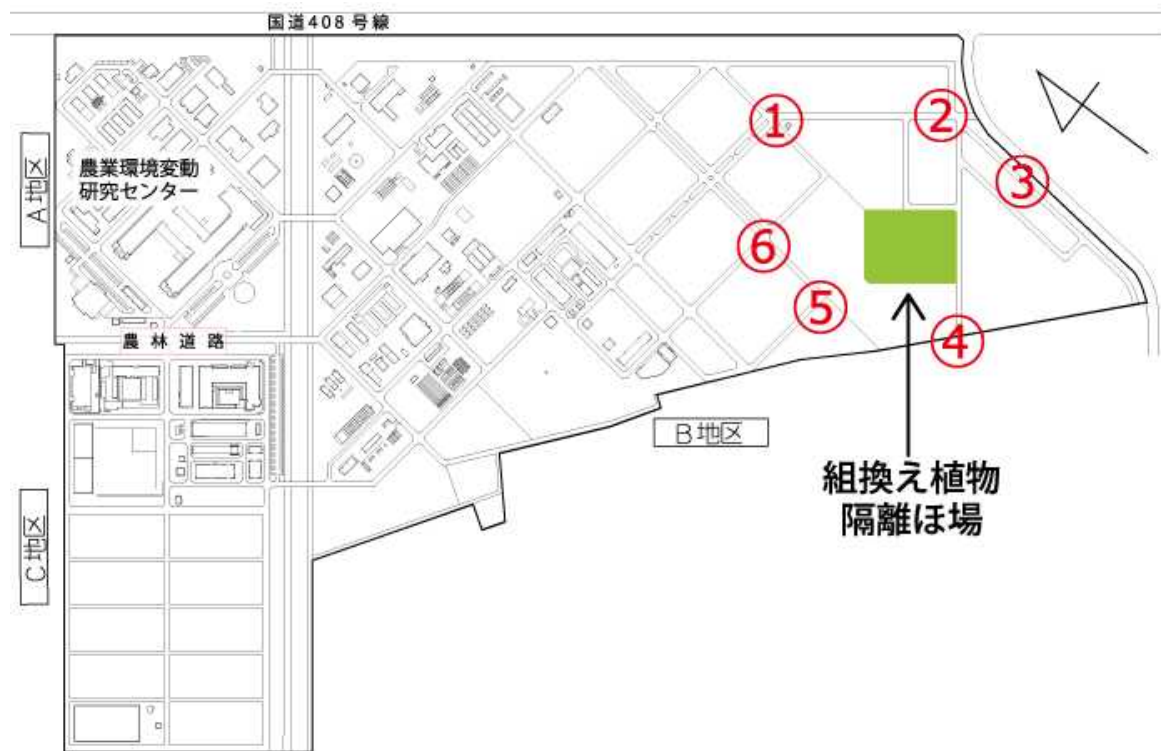 国道408号線
①
②
③
A地区
農業環境変動
研究センター
⑥
⑤
④
農林道路
B地区
組換え植物
隔離ほ場
C地区